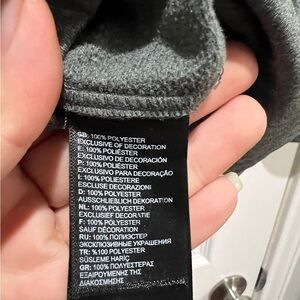 GB: 100% POLYESTER
EXCLUSIVE OF DECORATION
E: 100% POLIÉSTER
EXCLUSIVO DE DECORACIÓN
P: 100% POLIÉSTER
EXCLUSIVO PARA DECORAÇÃO
I: 100% POLIESTERE
ESCLUSE DECORAZIONI
D: 100% POLYESTER
AUSSCHLIEBLICH DEKORATION
NL: 100% POLYESTER
EXCLUSIEF DECORATIE
F: 100% POLYESTER
SAUF DÉCORATION
RU: 100% ПОЛИЭСТЕР
ЭКСКЛЮЗИВНЫЕ УКРАШЕНИЯ
TR: %100 POLYESTER
SÜSLEME HARİÇ
GR: 100% ΠΟΛΥΕΣΤΕΡΑΣ
ΕΞΑΙΡΟΥΜΕΝΗΣ ΤΗΣ
ΔΙΑΚΟΣΜΗΣΗΣ